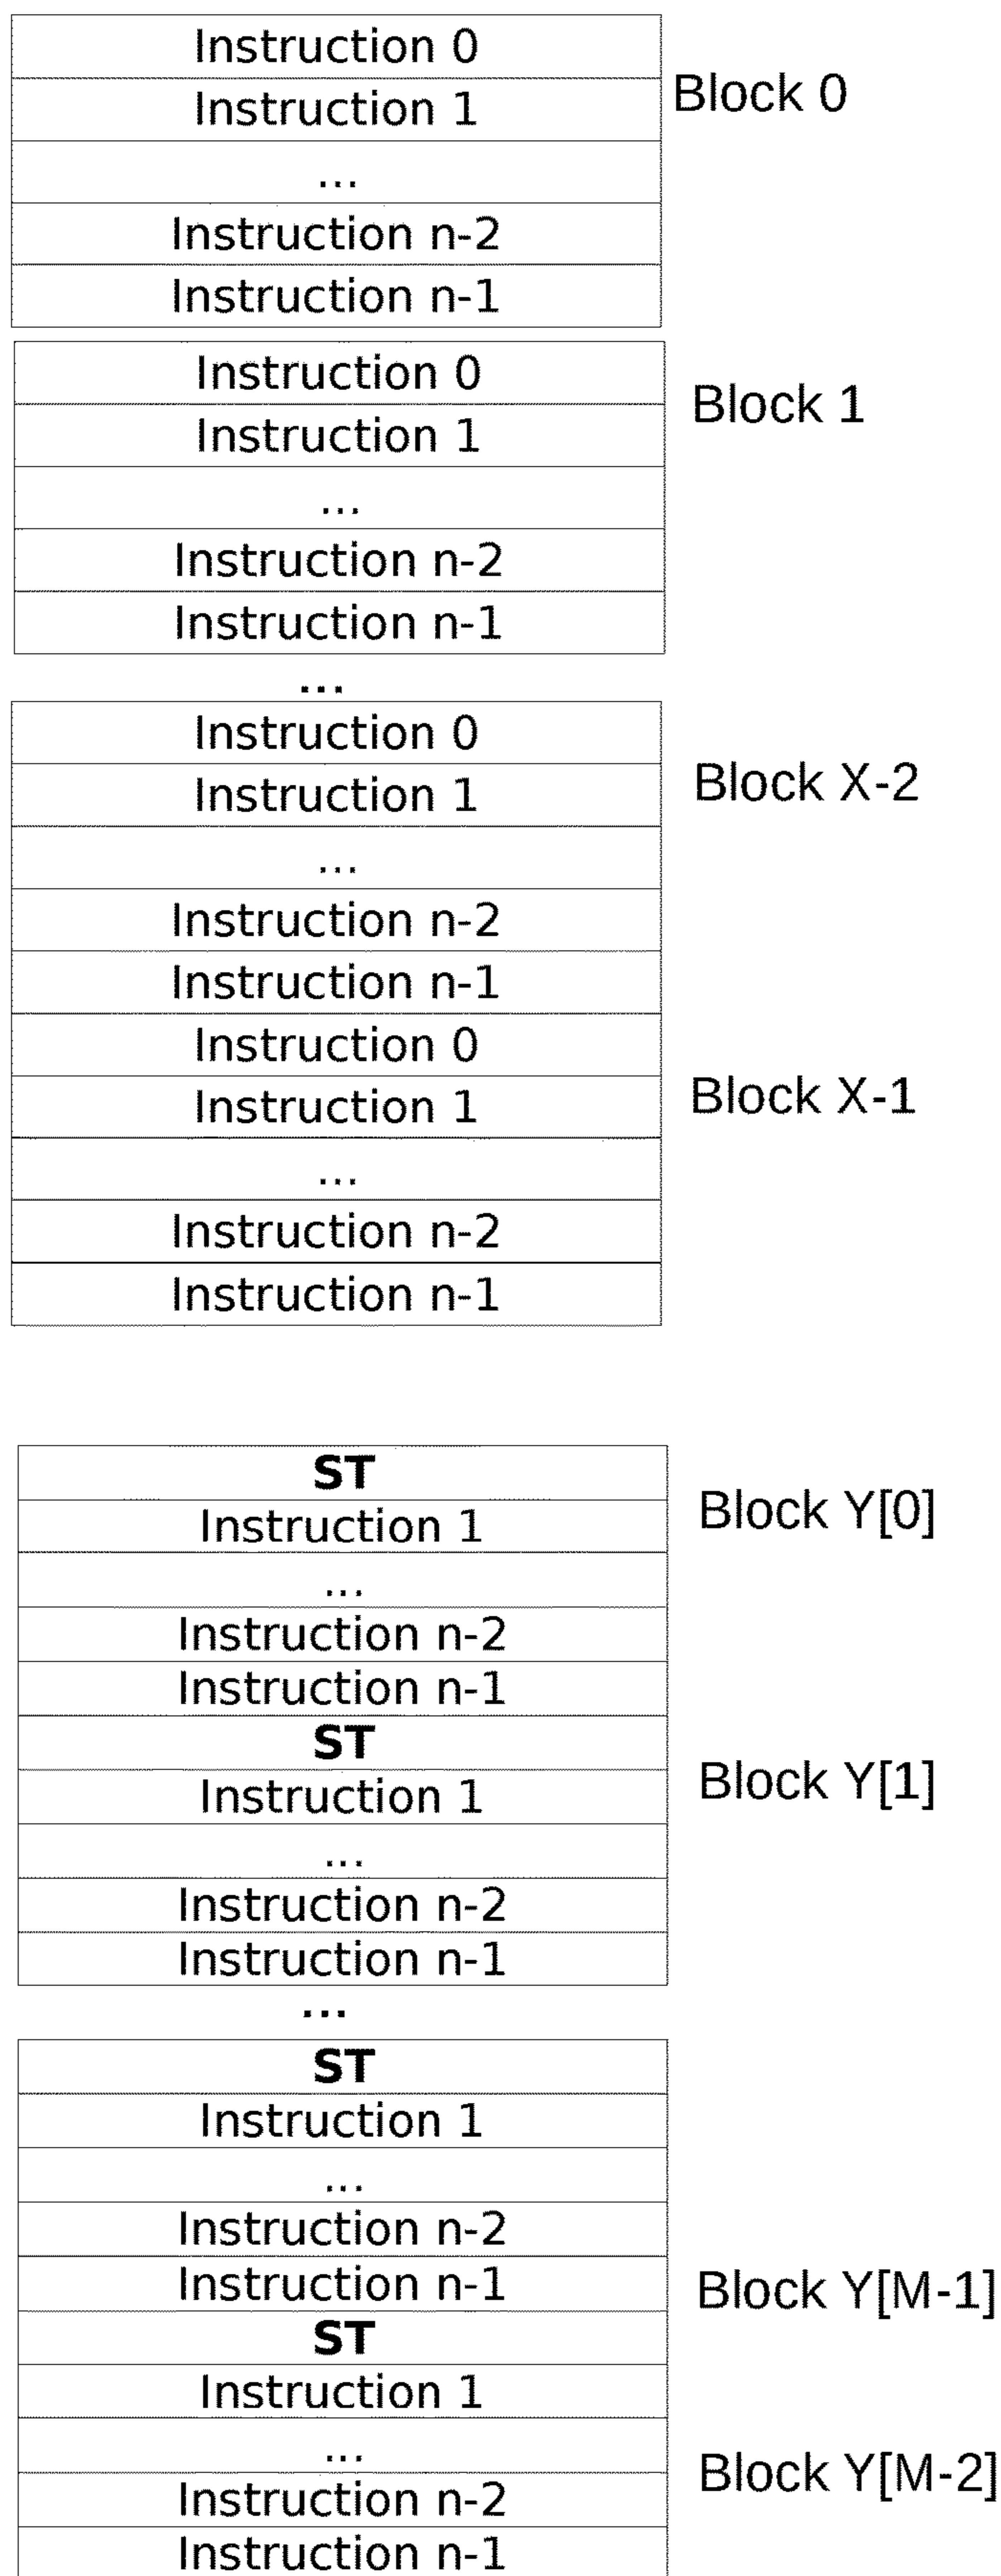 Instruction 0
Block 0
Instruction 1
...
Instruction n-2
Instruction n-1
Instruction 0
Block 1
Instruction 1
...
Instruction n-2
Instruction n-1
...
Instruction 0
Block X-2
Instruction 1
...
Instruction n-2
Instruction n-1
Instruction 0
Block X-1
Instruction 1
...
Instruction n-2
Instruction n-1
ST
Block Y[0]
Instruction 1
...
Instruction n-2
Instruction n-1
ST
Block Y[1]
Instruction 1
...
Instruction n-2
Instruction n-1
...
ST
Instruction 1
...
Instruction n-2
Instruction n-1
Block Y[M-1]
ST
Instruction 1
...
Block Y[M-2]
Instruction n-2
Instruction n-1